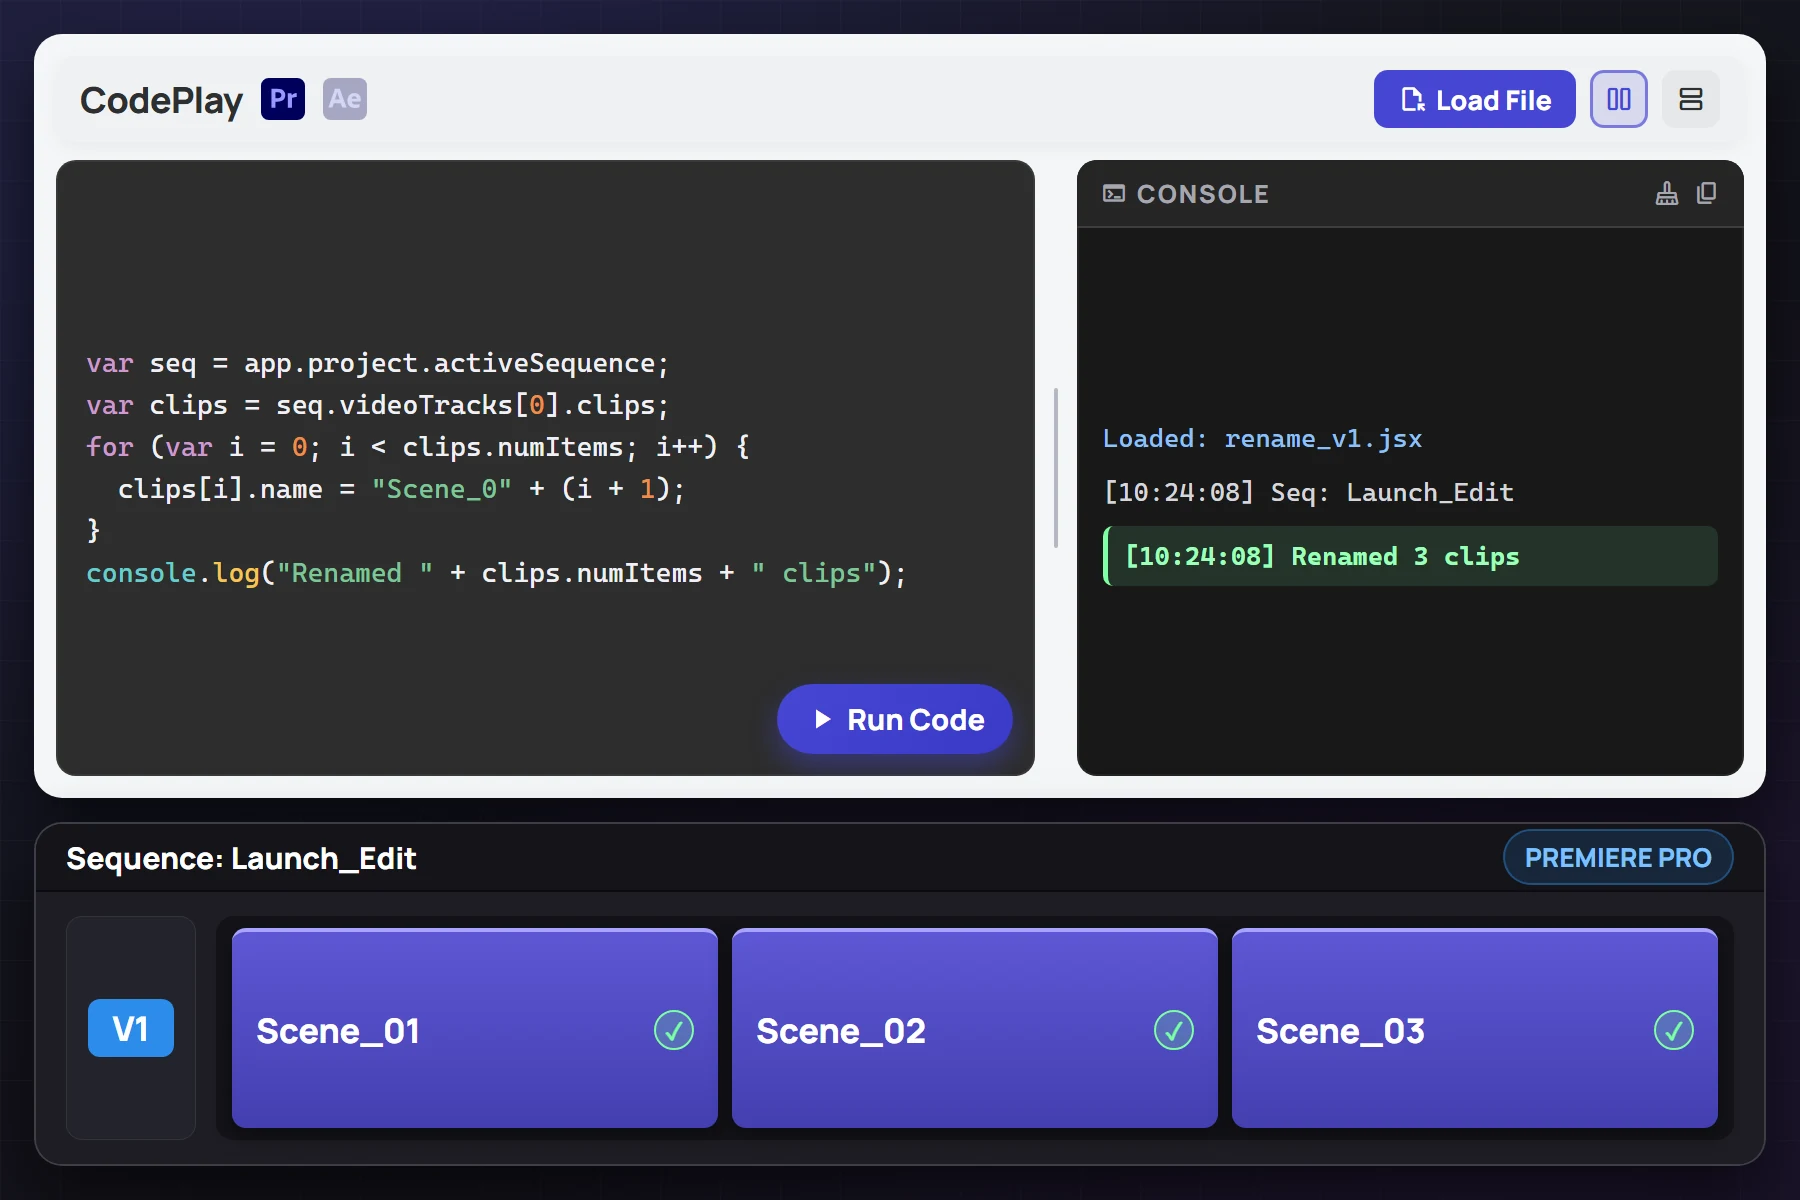 CodePlay Pr Ae Load File
var seq = app.project.activeSequence;
var clips = seq.videoTracks[0].clips;
for (var i = 0; i < clips.numItems; i++) {
  clips[i].name = "Scene_0" + (i + 1);
}
console.log("Renamed " + clips.numItems + " clips");
Run Code
CONSOLE
Loaded: rename_v1.jsx
[10:24:08] Seq: Launch_Edit
[10:24:08] Renamed 3 clips
Sequence: Launch_Edit PREMIERE PRO
V1 Scene_01 Scene_02 Scene_03